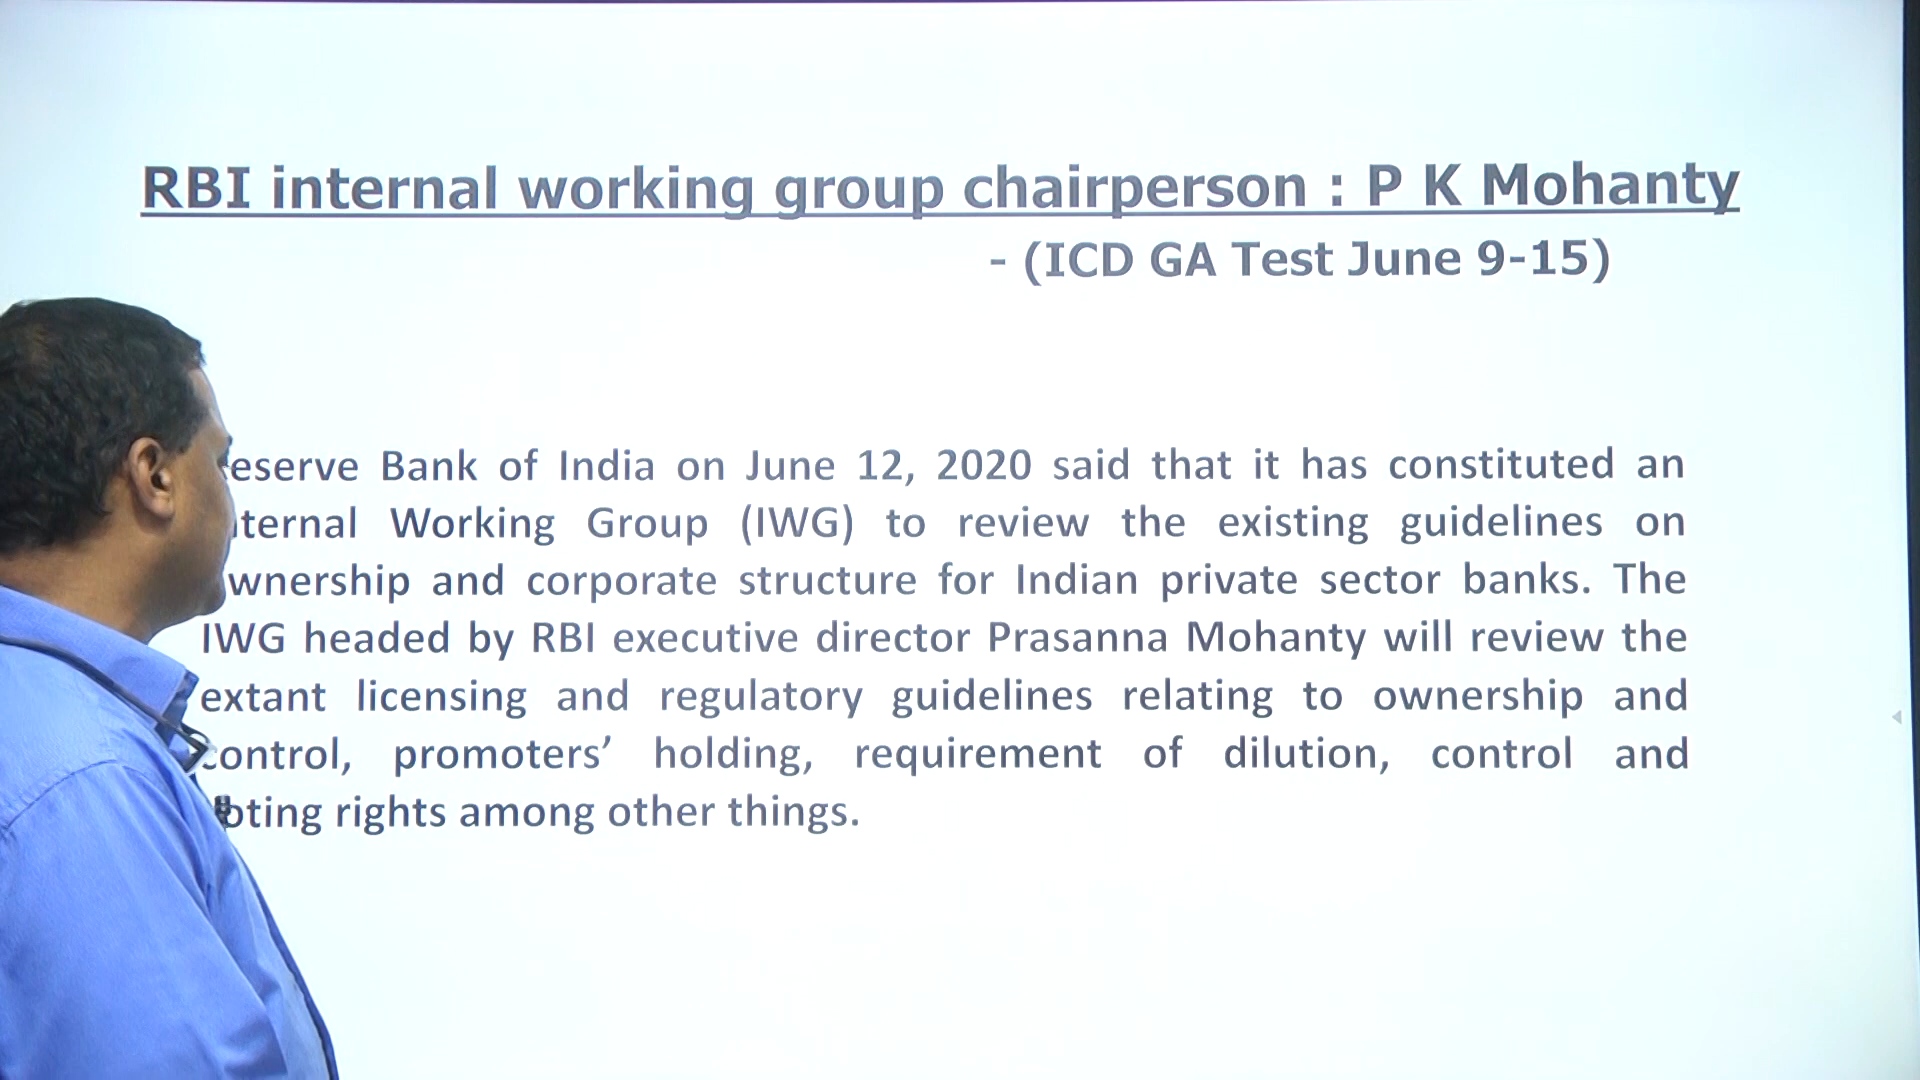 RBI internal working group chairperson : P K Mohanty
- (ICD GA Test June 9-15)
eserve Bank of India on June 12, 2020 said that it has constituted an
ternal Working Group (IWG) to review the existing guidelines on
wnership and corporate structure for Indian private sector banks. The
IWG headed by RBI executive director Prasanna Mohanty will review the
extant licensing and regulatory guidelines relating to ownership and
control, promoters’ holding, requirement of dilution, control and
oting rights among other things.